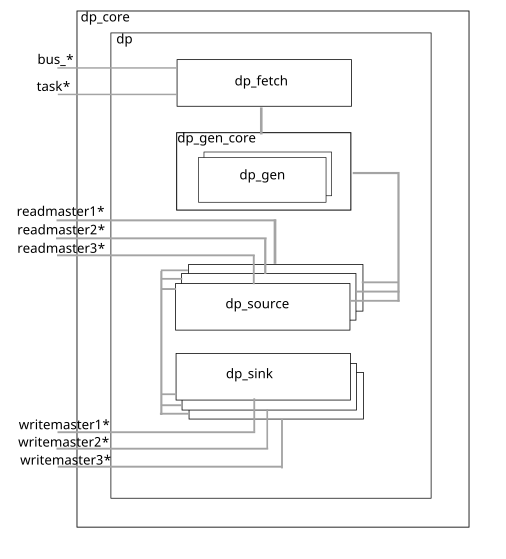 dp_core
dp
bus_*
dp_fetch
task*
dp_gen_core
dp_gen
readmaster1*
readmaster2*
readmaster3*
dp_source
dp_sink
writemaster1*
writemaster2*
writemaster3*